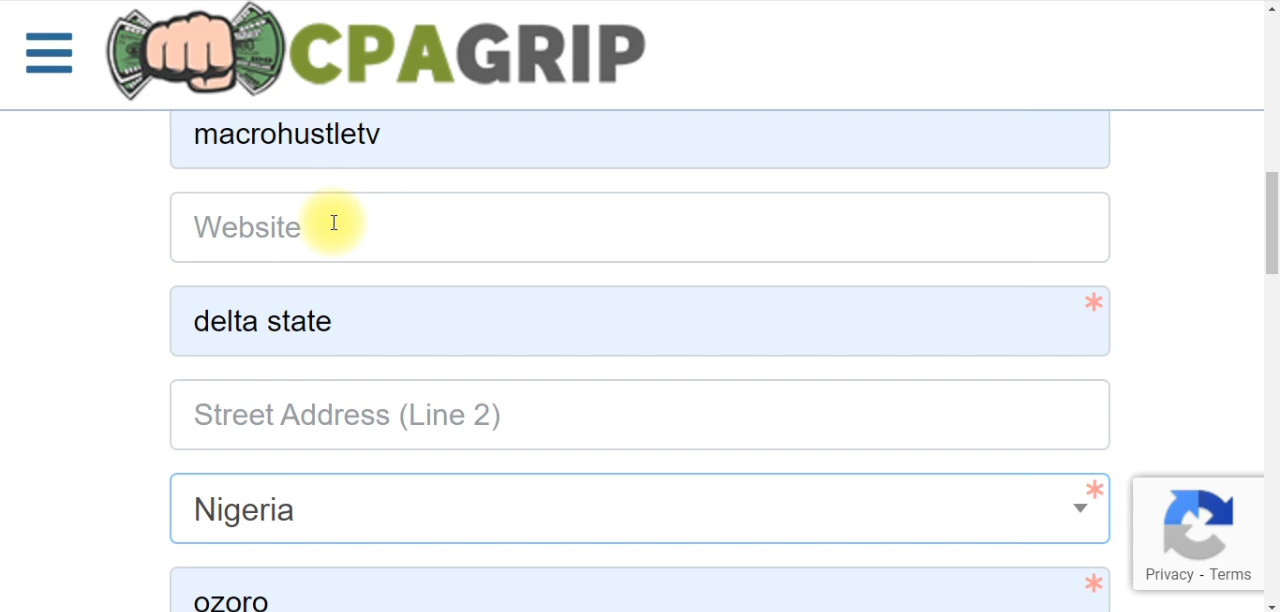 CPAGRIP
macrohustletv
Website
delta state *
Street Address (Line 2)
Nigeria *
ozoro *
Privacy - Terms